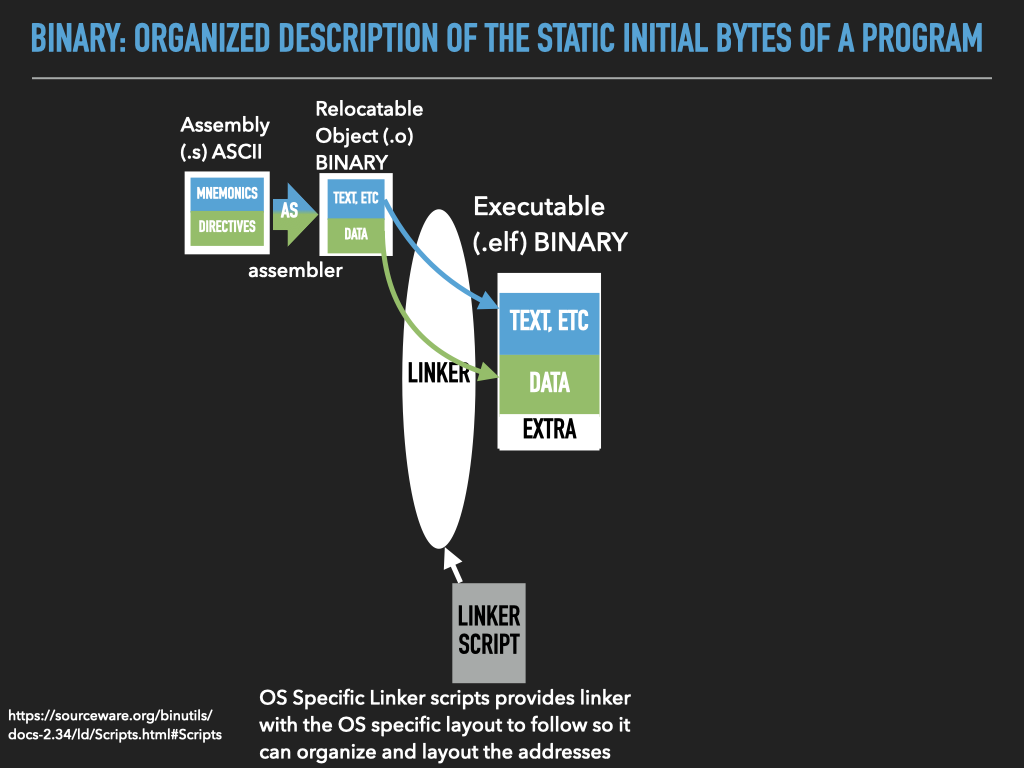 BINARY: ORGANIZED DESCRIPTION OF THE STATIC INITIAL BYTES OF A PROGRAM
Assembly
(.s) ASCII
Relocatable
Object (.o)
BINARY
MNEMONICS
DIRECTIVES
AS
TEXT, ETC
DATA
assembler
Executable
(.elf) BINARY
TEXT, ETC
DATA
EXTRA
LINKER
LINKER
SCRIPT
OS Specific Linker scripts provides linker
with the OS specific layout to follow so it
can organize and layout the addresses
https://sourceware.org/binutils/
docs-2.34/ld/Scripts.html#Scripts